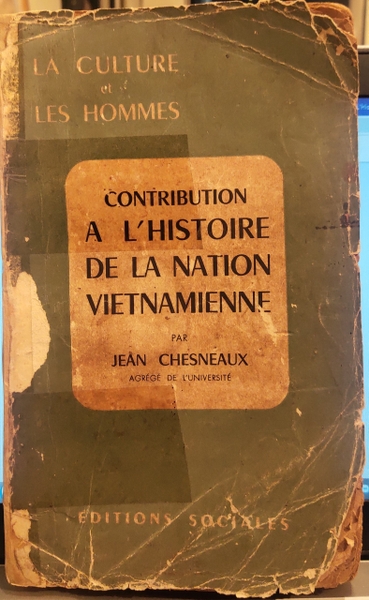 LA CULTURE
et
LES HOMMES
CONTRIBUTION
A L'HISTOIRE
DE LA NATION
VIETNAMIENNE
PAR
JEAN CHESNEAUX
AGRÉGÉ DE L'UNIVERSITÉ
EDITIONS SOCIALES